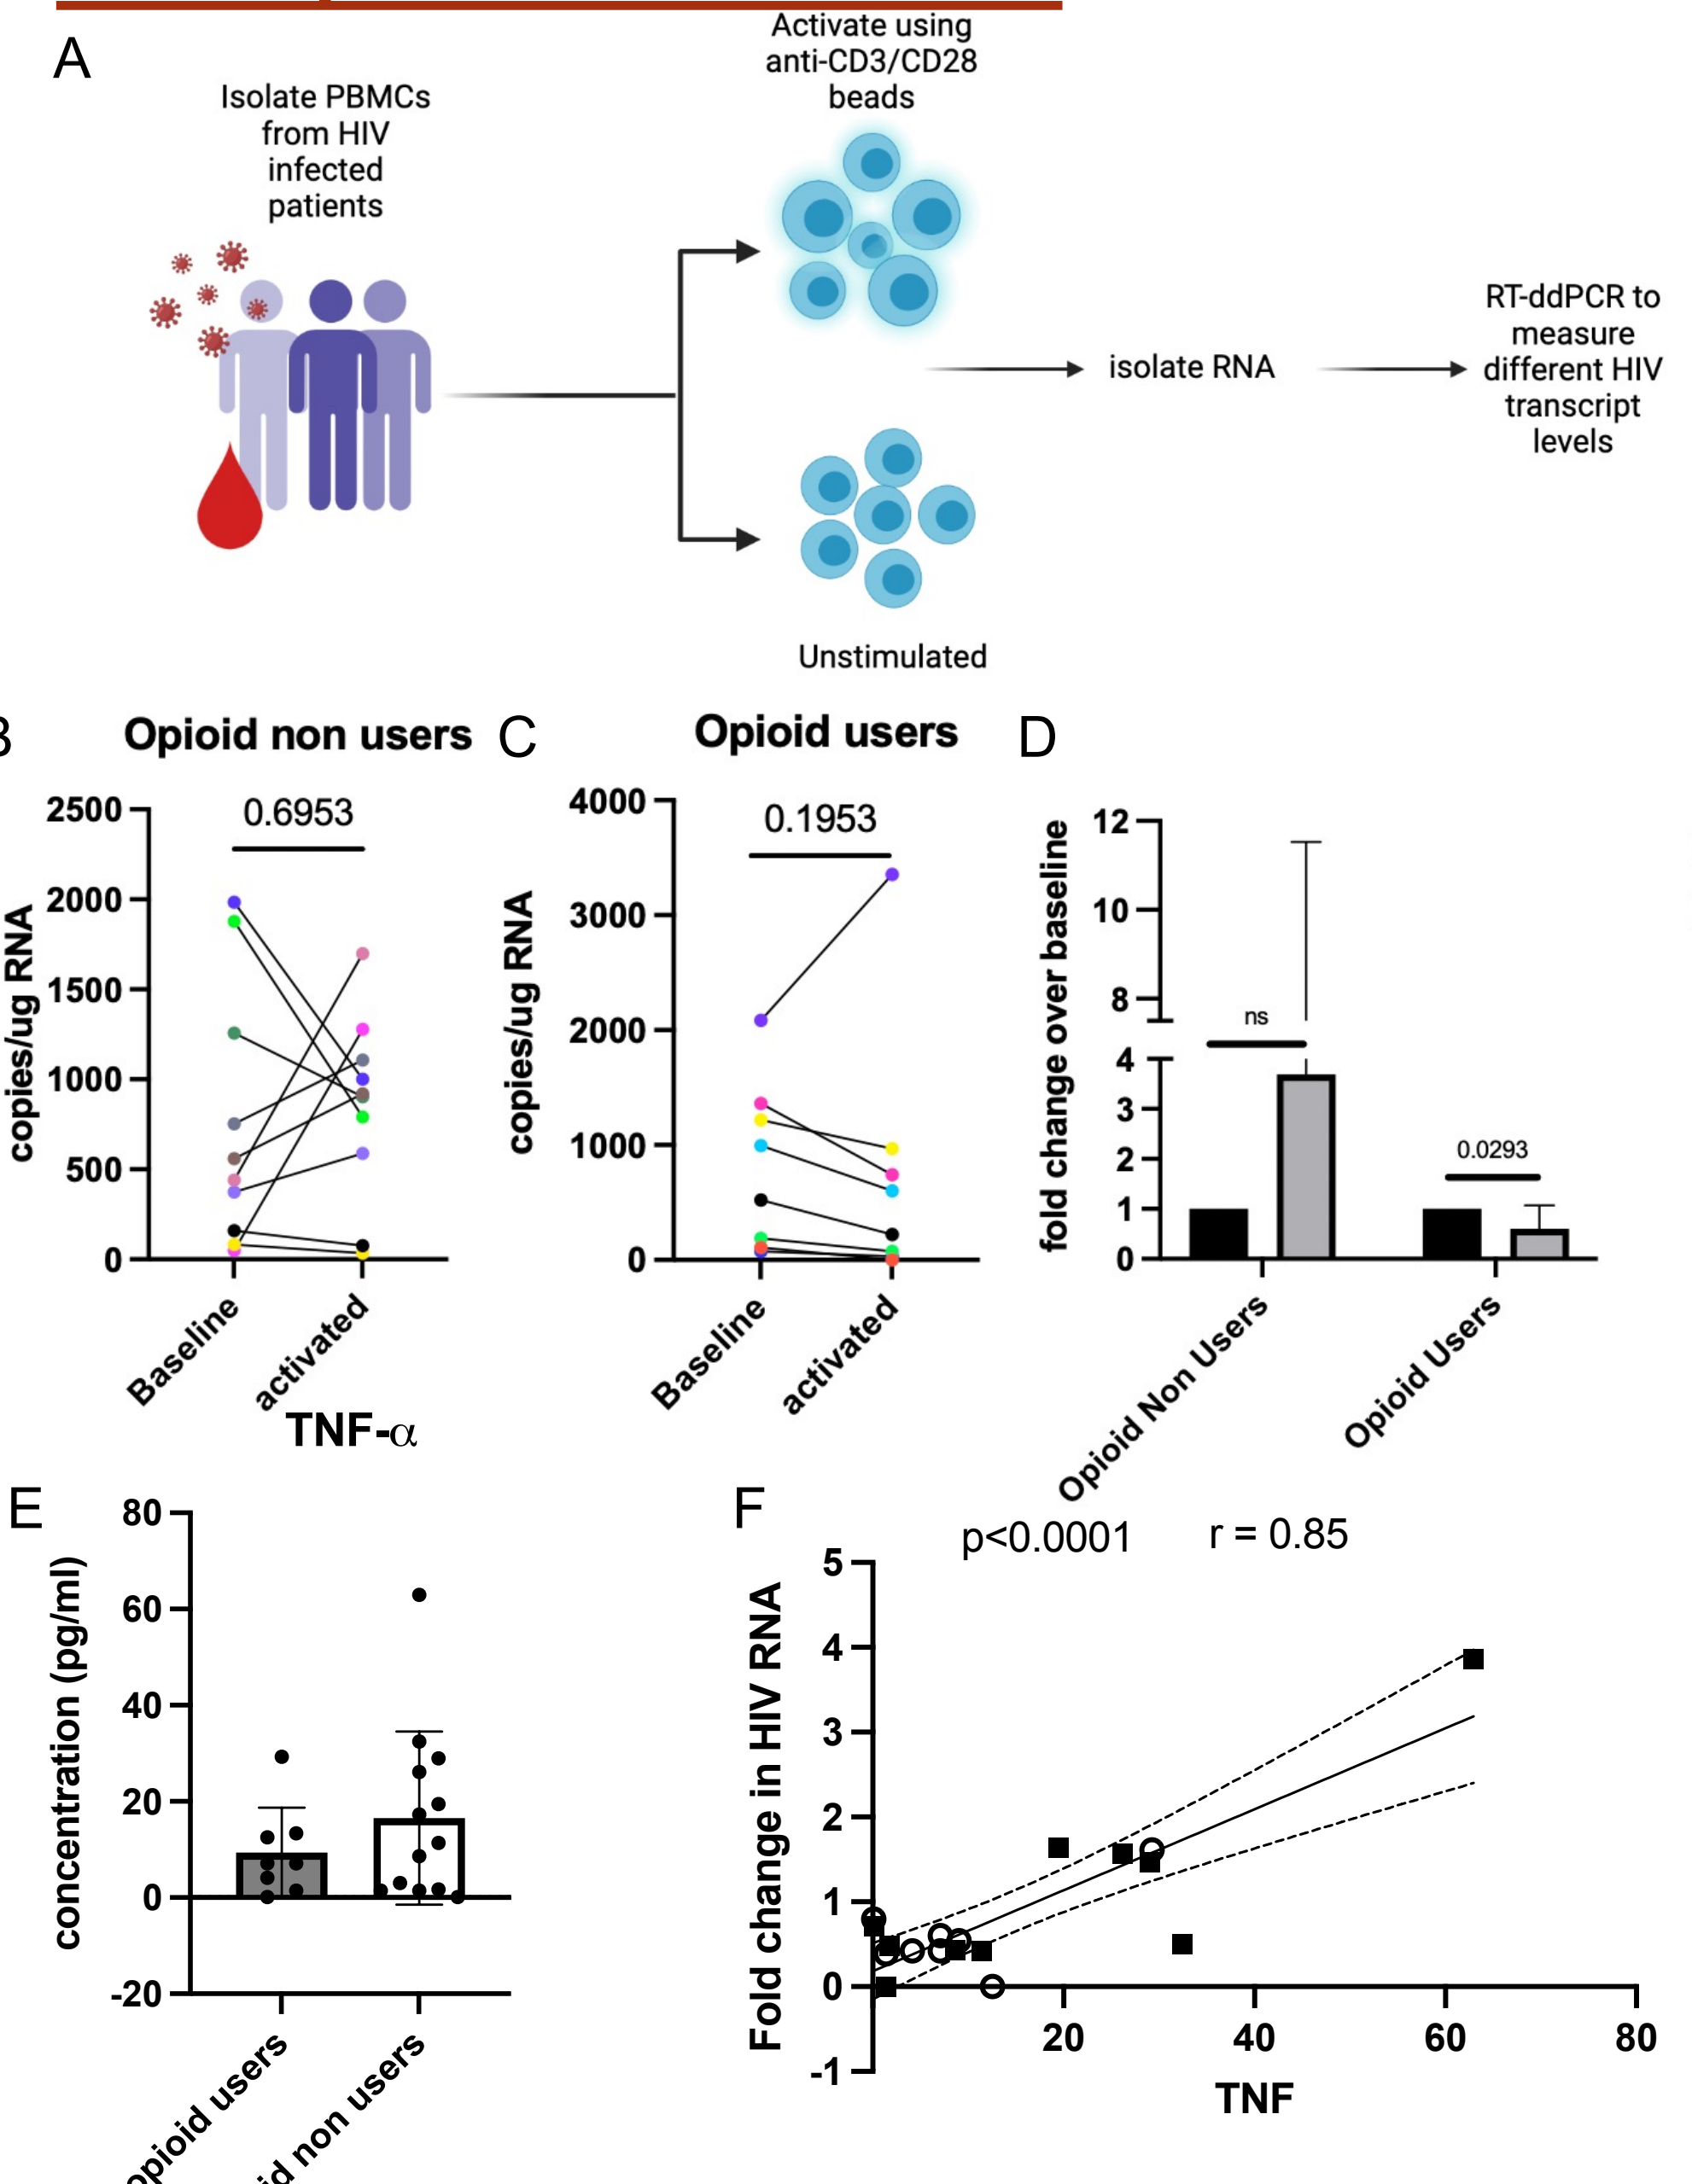 A
Isolate PBMCs
from HIV
infected
patients
Activate using
anti-CD3/CD28
beads
isolate RNA
RT-ddPCR to
measure
different HIV
transcript
levels
Unstimulated
Opioid non users
0.6953
copies/ug RNA
2500
2000
1500
1000
500
0
Baseline
activated
C
Opioid users
0.1953
copies/ug RNA
4000
3000
2000
1000
0
Baseline
activated
D
fold change over baseline
12
10
8
4
3
2
1
0
ns
0.0293
Opioid Non Users
Opioid Users
E
TNF-α
concentration (pg/ml)
80
60
40
20
0
-20
opioid users
non users
F
p<0.0001 r = 0.85
Fold change in HIV RNA
5
4
3
2
1
0
-1
20
40
60
80
TNF